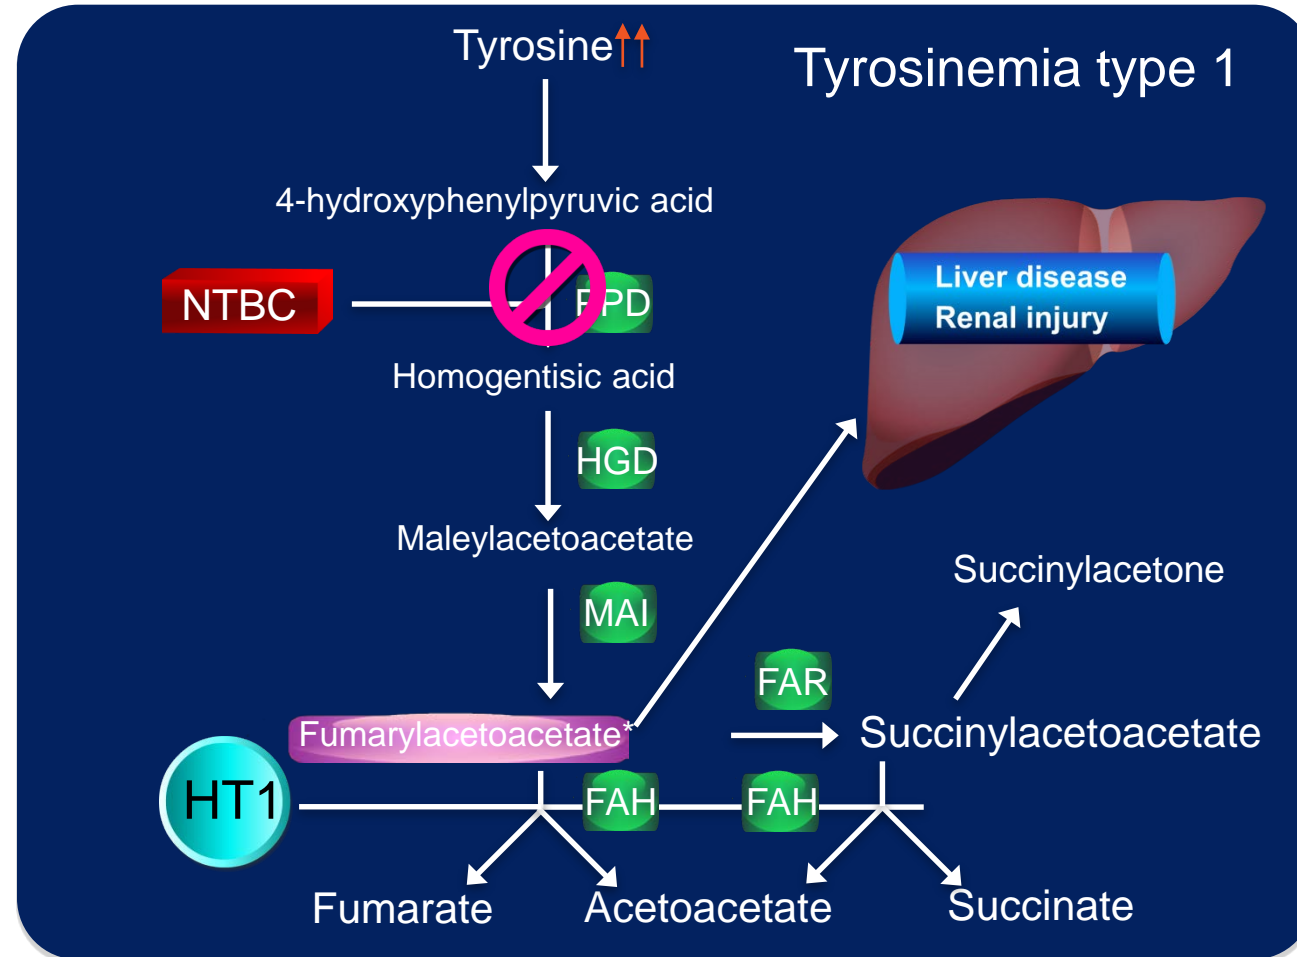 Tyrosine↑↑
Tyrosinemia type 1
4-hydroxyphenylpyruvic acid
NTBC
Liver disease
Renal injury
Homogentisic acid
HGD
Maleylacetoacetate
MAI
Succinylacetone
FAR
Fumarylacetoacetate*
Succinylacetoacetate
HT1
FAH
FAH
Fumarate
Acetoacetate
Succinate